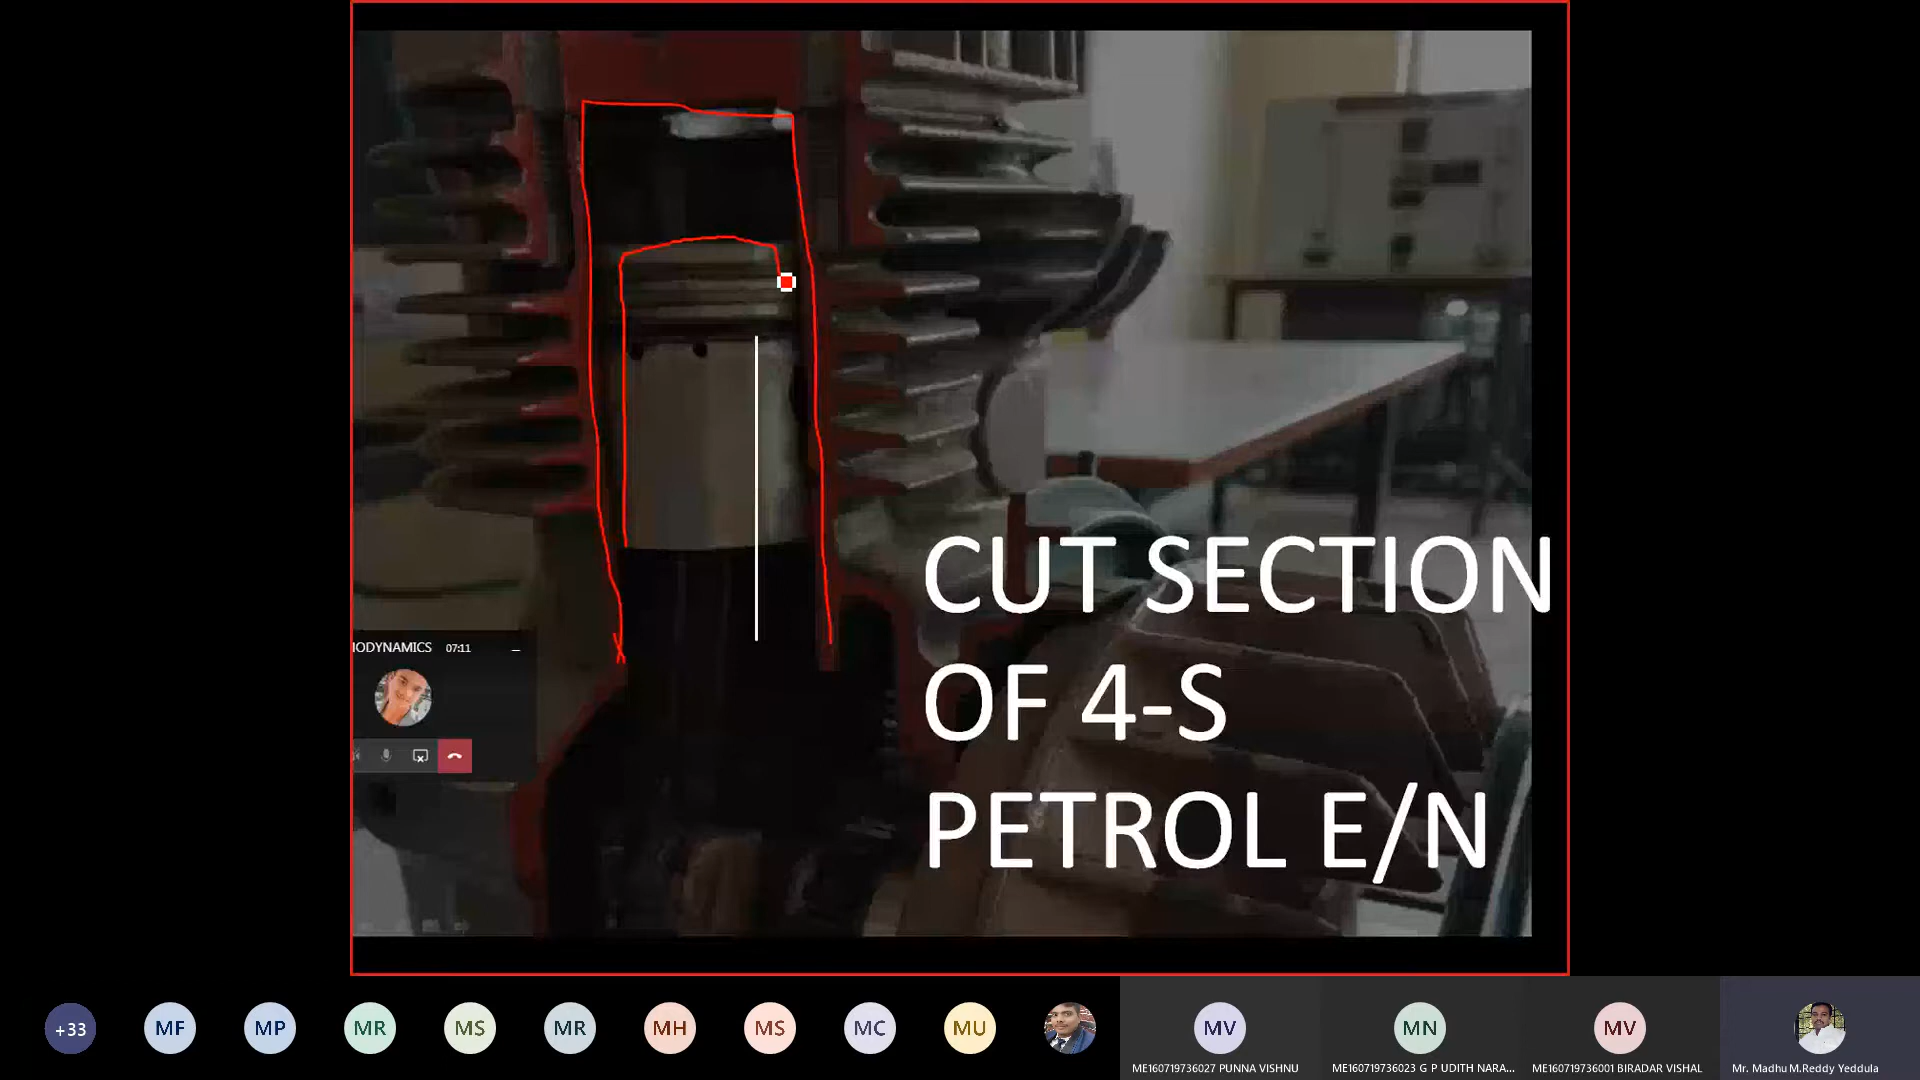 CUT SECTION
OF 4-S
PETROL E/N
IODYNAMICS 07:11
+33
MF
MP
MR
MS
MR
MH
MS
MC
MU
MV
MN
MV
ME160719736027 PUNNA VISHNU
ME160719736023 G P UDITH NARA...
ME160719736001 BIRADAR VISHAL
Mr. Madhu M.Reddy Yeddula